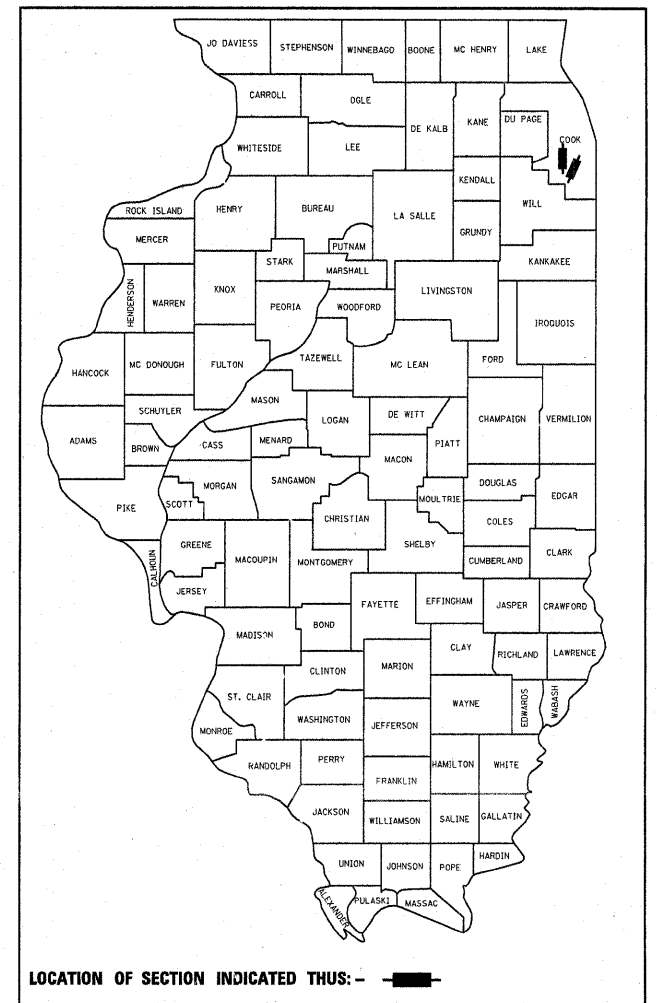 JO DAVIESS STEPHENSON WINNEBAGO BOONE MC HENRY LAKE
CARROLL OGLE DE KALB KANE DU PAGE COOK
WHITESIDE LEE
KENDALL WILL
ROCK ISLAND HENRY BUREAU LA SALLE
MERCER PUTNAM GRUNDY
STARK MARSHALL KANKAKEE
HENDERSON WARREN KNOX PEORIA WOODFORD LIVINGSTON IROQUOIS
HANCOCK MC DONOUGH FULTON TAZEWELL MC LEAN FORD
MASON
SCHUYLER LOGAN DE WITT CHAMPAIGN VERMILION
ADAMS BROWN CASS MENARD PIATT
MACON
SCOTT MORGAN SANGAMON MOULTRIE DOUGLAS EDGAR
PIKE CHRISTIAN COLES
GREENE MACOUPIN MONTGOMERY SHELBY CUMBERLAND CLARK
CALHOUN JERSEY FAYETTE EFFINGHAM JASPER CRAWFORD
MADISON BOND
CLAY RICHLAND LAWRENCE
CLINTON MARION
ST. CLAIR WAYNE EDWARDS WABASH
WASHINGTON JEFFERSON
MONROE
RANDOLPH PERRY HAMILTON WHITE
FRANKLIN
JACKSON WILLIAMSON SALINE GALLATIN
UNION JOHNSON POPE HARDIN
ALEXANDER PULASKI MASSAC
LOCATION OF SECTION INDICATED THUS: -